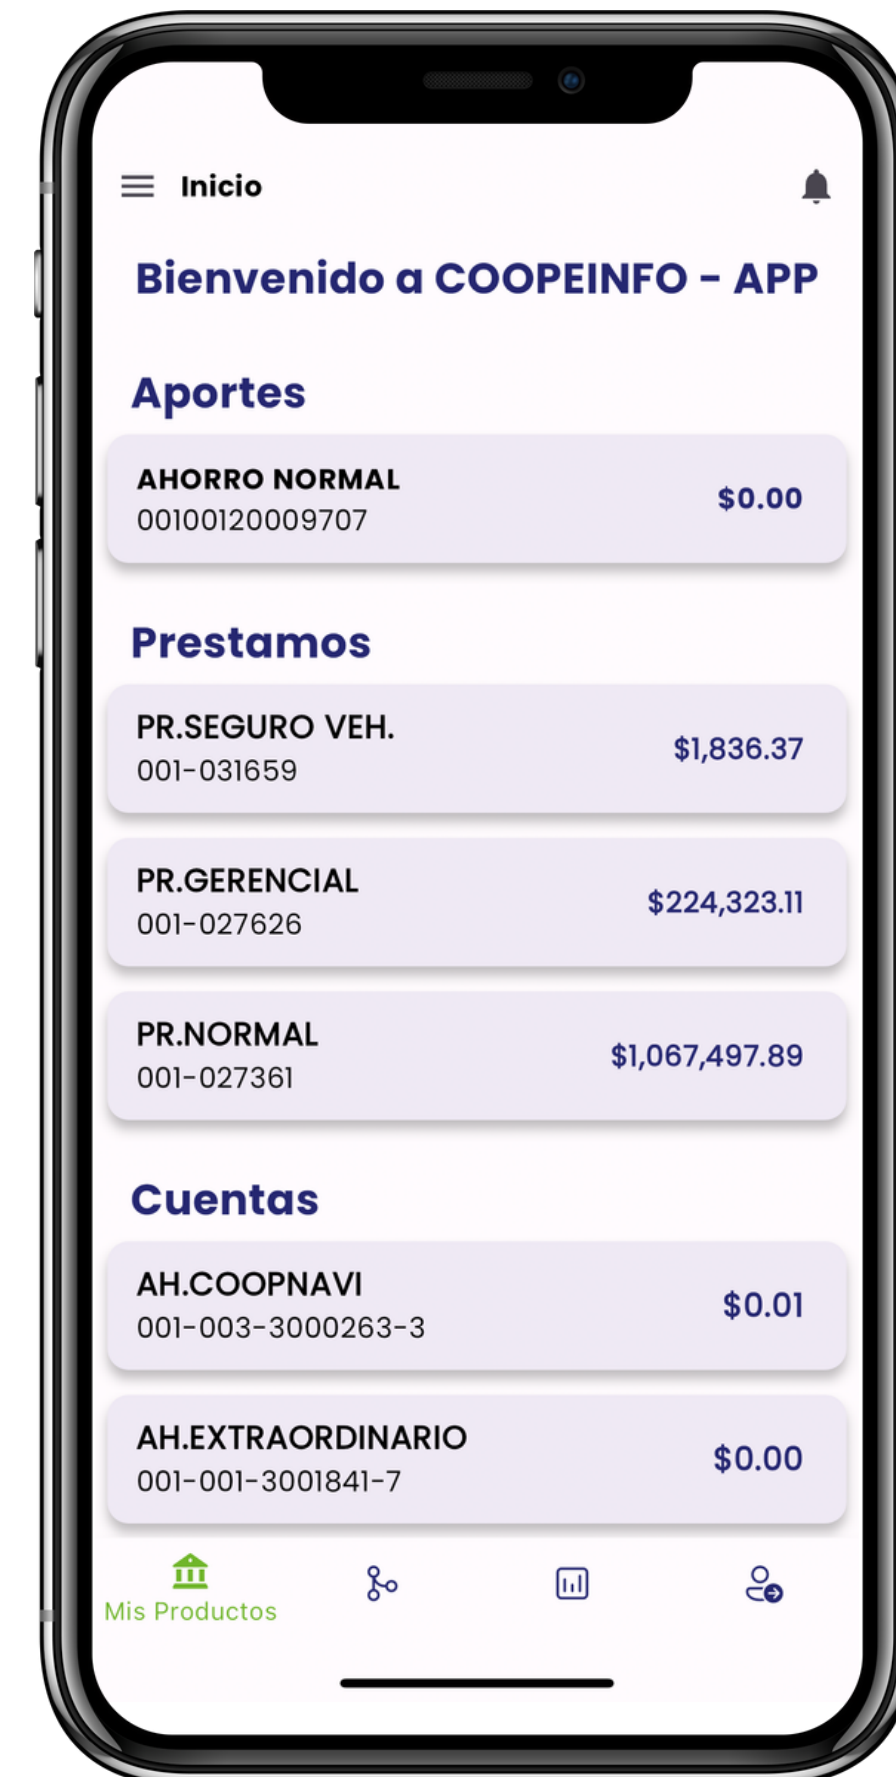 Inicio
Bienvenido a COOPEINFO - APP
Aportes
AHORRO NORMAL
00100120009707
$0.00
Prestamos
PR.SEGURO VEH.
001-031659
$1,836.37
PR.GERENCIAL
001-027626
$224,323.11
PR.NORMAL
001-027361
$1,067,497.89
Cuentas
AH.COOPNAVI
001-003-3000263-3
$0.01
AH.EXTRAORDINARIO
001-001-3001841-7
$0.00
Mis Productos